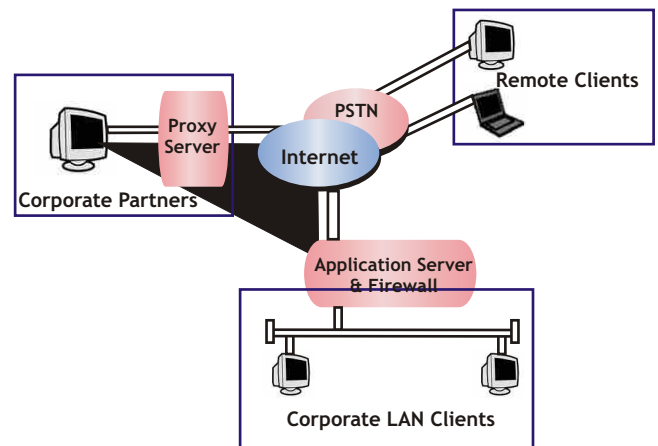 PSTN
Remote Clients
Proxy
Server
Internet
Corporate Partners
Application Server
& Firewall
Corporate LAN Clients